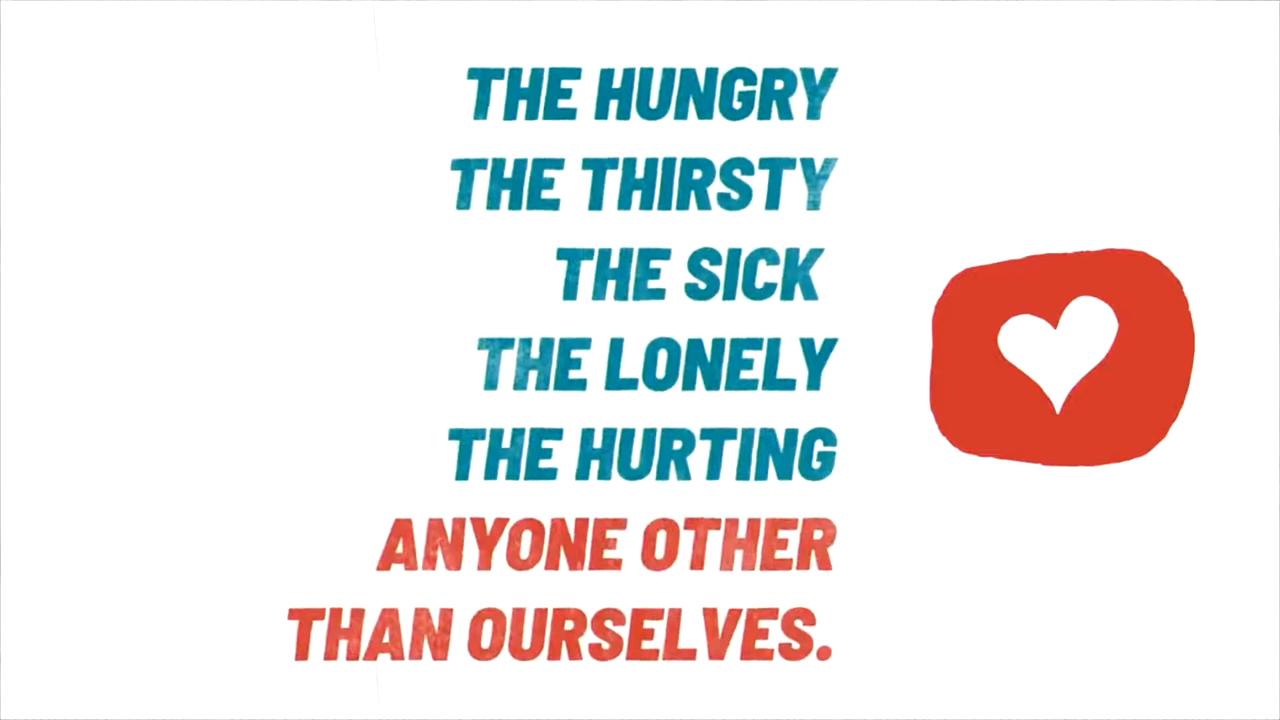 THE HUNGRY
THE THIRSTY
THE SICK
THE LONELY
THE HURTING
ANYONE OTHER
THAN OURSELVES.